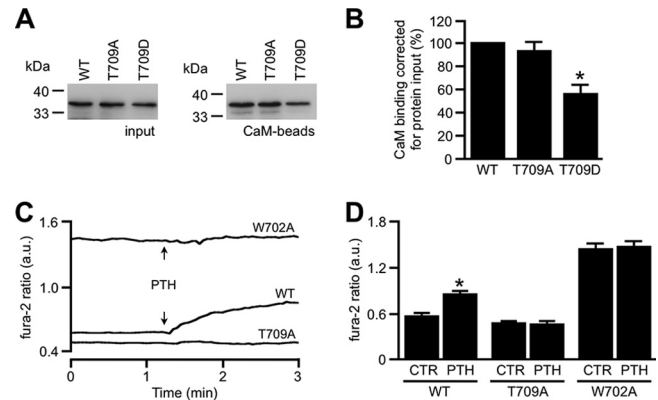 A
kDa
WT
T709A
T709D
40
33
input
kDa
WT
T709A
T709D
40
33
CaM-beads
B
CaM binding corrected
for protein input (%)
120
100
80
60
40
20
0
*
WT T709A T709D
C
fura-2 ratio (a.u.)
1.6
1.0
0.4
W702A
PTH
WT
T709A
0 1 2 3
Time (min)
D
fura-2 ratio (a.u.)
1.8
1.2
0.6
0
*
CTR PTH CTR PTH CTR PTH
WT T709A W702A